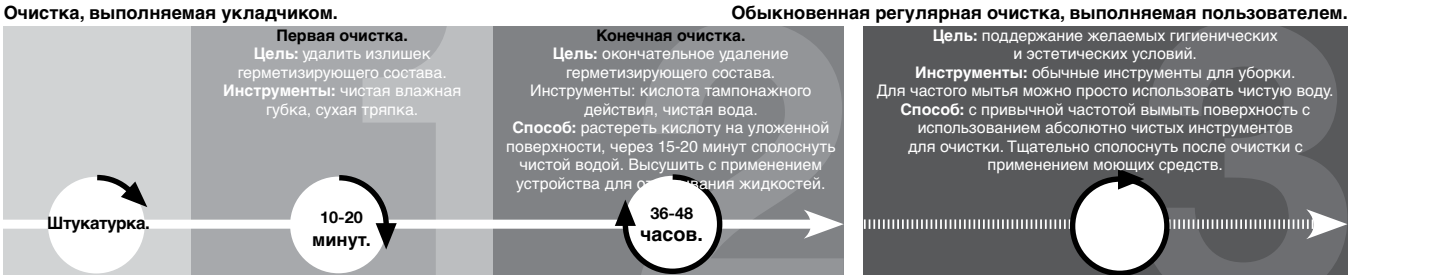 Очистка, выполняемая укладчиком.
Обыкновенная регулярная очистка, выполняемая пользователем.
Штукатурка.
1
Первая очистка.
Цель: удалить излишек
герметизирующего состава.
Инструменты: чистая влажная
губка, сухая тряпка.
10-20
минут.
2
Конечная очистка.
Цель: окончательное удаление
герметизирующего состава.
Инструменты: кислота тампонажного
действия, чистая вода.
Способ: растереть кислоту на уложенной
поверхности, через 15-20 минут сполоснуть
чистой водой. Высушить с применением
устройства для жидкостей.
36-48
часов.
3
Цель: поддержание желаемых гигиенических
и эстетических условий.
Инструменты: обычные инструменты для уборки.
Для частого мытья можно просто использовать чистую воду.
Способ: с привычной частотой вымыть поверхность с
использованием абсолютно чистых инструментов
для очистки. Тщательно сполоснуть после очистки с
применением моющих средств.